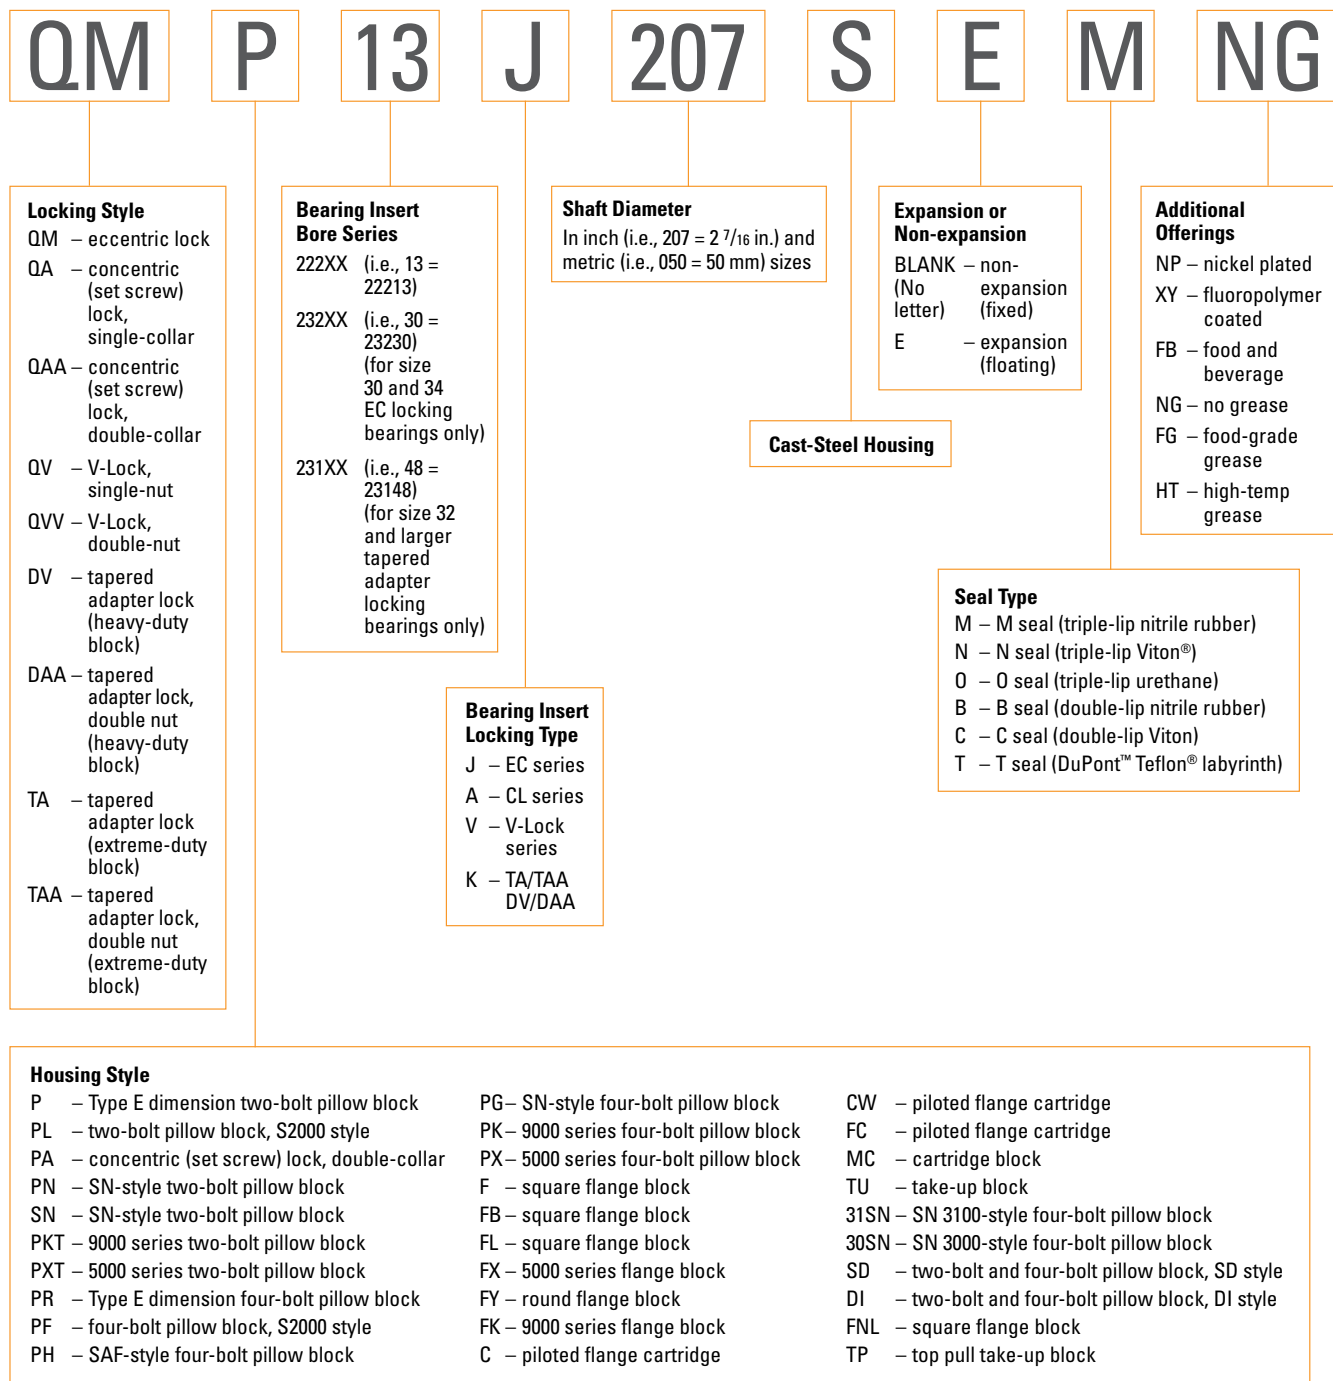 QM P 13 J 207 S E M NG
Locking Style
QM – eccentric lock
QA – concentric
(set screw)
lock,
single-collar
QAA – concentric
(set screw)
lock,
double-collar
QV – V-Lock,
single-nut
QVV – V-Lock,
double-nut
DV – tapered
adapter lock
(heavy-duty
block)
DAA – tapered
adapter lock,
double nut
(heavy-duty
block)
TA – tapered
adapter lock
(extreme-duty
block)
TAA – tapered
adapter lock,
double nut
(extreme-duty
block)
Bearing Insert
Bore Series
222XX (i.e., 13 =
22213)
232XX (i.e., 30 =
23230)
(for size
30 and 34
EC locking
bearings only)
231XX (i.e., 48 =
23148)
(for size 32
and larger
tapered
adapter
locking
bearings only)
Bearing Insert
Locking Type
J – EC series
A – CL series
V – V-Lock
series
K – TA/TAA
DV/DAA
Shaft Diameter
In inch (i.e., 207 = 2 7/16 in.) and
metric (i.e., 050 = 50 mm) sizes
Cast-Steel Housing
Expansion or
Non-expansion
BLANK – non-
(No expansion
letter) (fixed)
E – expansion
(floating)
Seal Type
M – M seal (triple-lip nitrile rubber)
N – N seal (triple-lip Viton®)
O – O seal (triple-lip urethane)
B – B seal (double-lip nitrile rubber)
C – C seal (double-lip Viton)
T – T seal (DuPont™ Teflon® labyrinth)
Additional
Offerings
NP – nickel plated
XY – fluoropolymer
coated
FB – food and
beverage
NG – no grease
FG – food-grade
grease
HT – high-temp
grease
Housing Style
P – Type E dimension two-bolt pillow block
PL – two-bolt pillow block, S2000 style
PA – concentric (set screw) lock, double-collar
PN – SN-style two-bolt pillow block
SN – SN-style two-bolt pillow block
PKT – 9000 series two-bolt pillow block
PXT – 5000 series two-bolt pillow block
PR – Type E dimension four-bolt pillow block
PF – four-bolt pillow block, S2000 style
PH – SAF-style four-bolt pillow block
PG – SN-style four-bolt pillow block
PK – 9000 series four-bolt pillow block
PX – 5000 series four-bolt pillow block
F – square flange block
FB – square flange block
FL – square flange block
FX – 5000 series flange block
FY – round flange block
FK – 9000 series flange block
C – piloted flange cartridge
CW – piloted flange cartridge
FC – piloted flange cartridge
MC – cartridge block
TU – take-up block
31SN – SN 3100-style four-bolt pillow block
30SN – SN 3000-style four-bolt pillow block
SD – two-bolt and four-bolt pillow block, SD style
DI – two-bolt and four-bolt pillow block, DI style
FNL – square flange block
TP – top pull take-up block